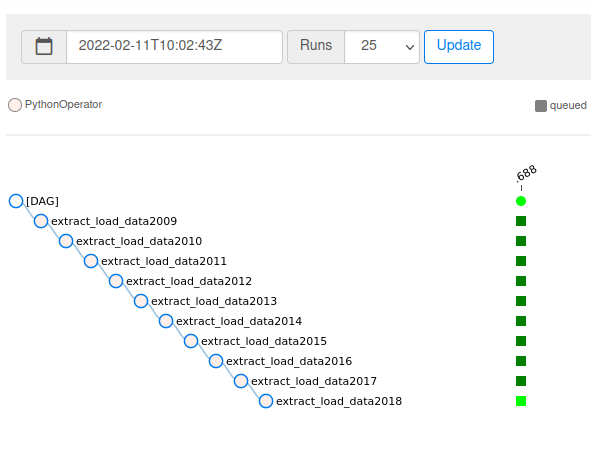 2022-02-11T10:02:43Z Runs 25 Update
PythonOperator queued
.688
[DAG]
extract_load_data2009
extract_load_data2010
extract_load_data2011
extract_load_data2012
extract_load_data2013
extract_load_data2014
extract_load_data2015
extract_load_data2016
extract_load_data2017
extract_load_data2018